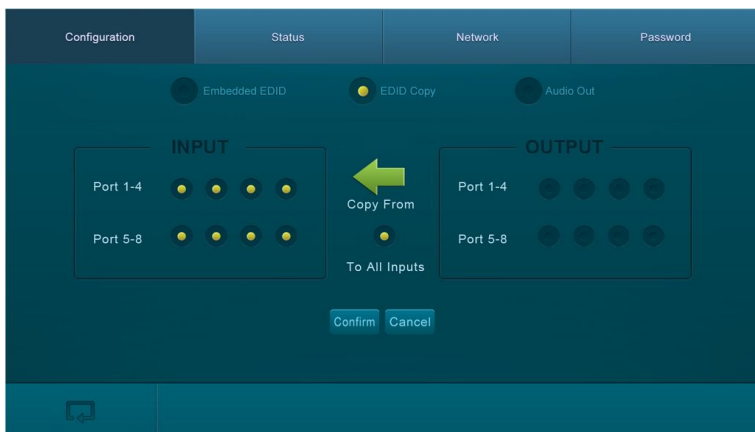 Configuration Status Network Password
Embedded EDID EDID Copy Audio Out
INPUT OUTPUT
Port 1-4 Port 1-4
Copy From
Port 5-8 Port 5-8
To All Inputs
Confirm Cancel